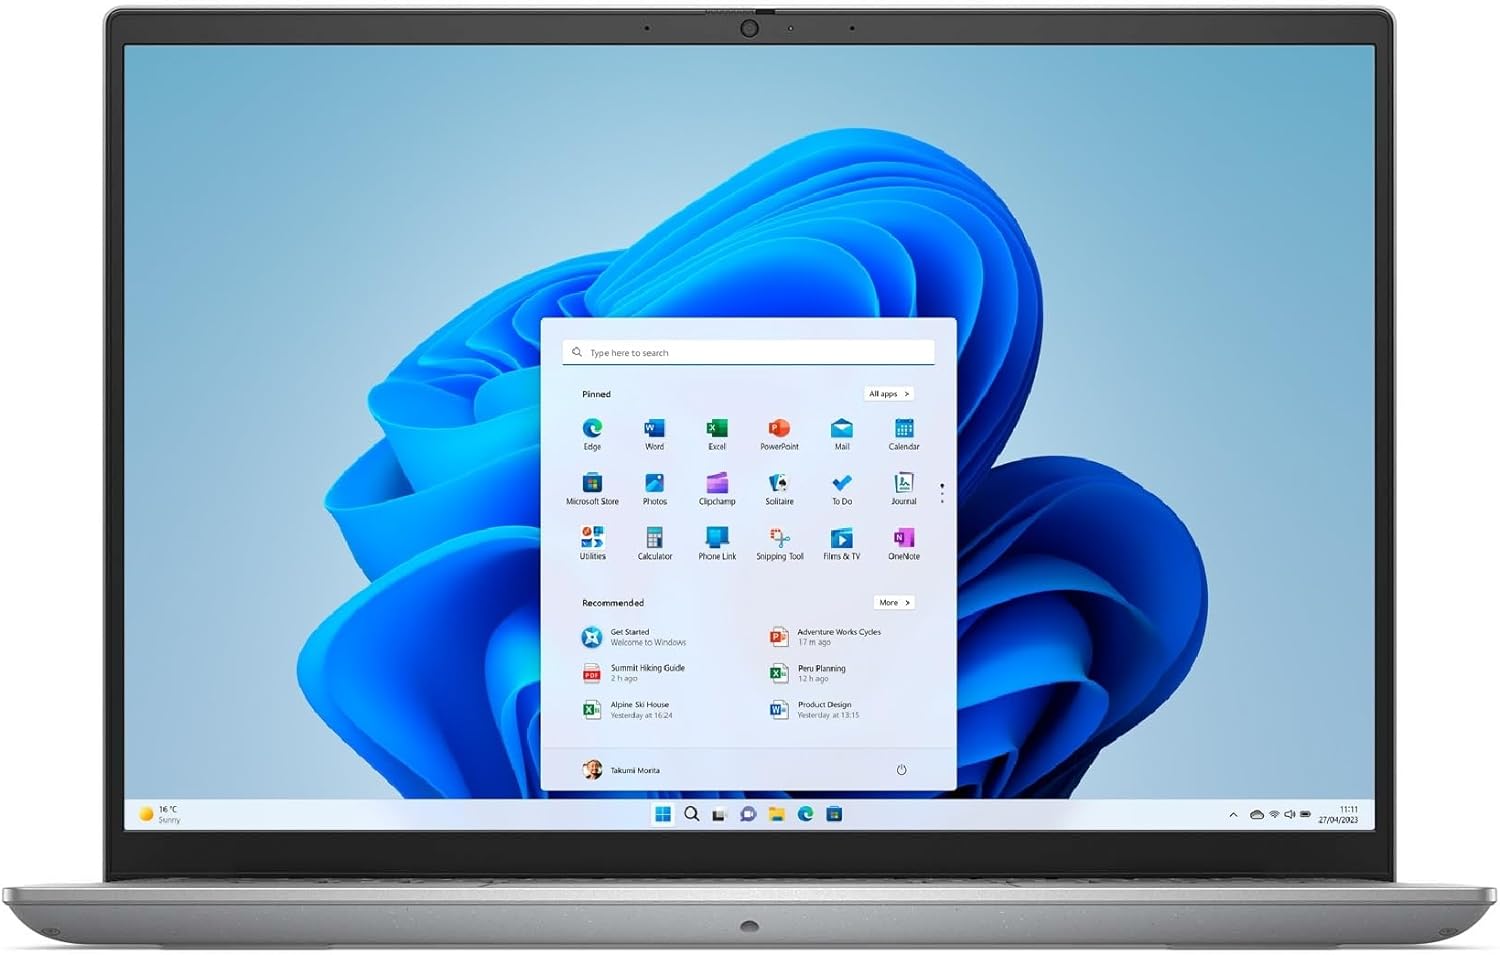 Type here to search
Pinned
All apps >
Edge
Word
Excel
PowerPoint
Mail
Calendar
Microsoft Store
Photos
Clipchamp
Solitaire
To Do
Journal
Utilities
Calculator
Phone Link
Snipping Tool
Films & TV
OneNote
Recommended
More >
Get Started
Welcome to Windows
Adventure Works Cycles
17 m ago
Summit Hiking Guide
2 h ago
Peru Planning
12 h ago
Alpine Ski House
Yesterday at 16:24
Product Design
Yesterday at 13:15
Takumi Morita
16 °C
Sunny
11:11
27/04/2023